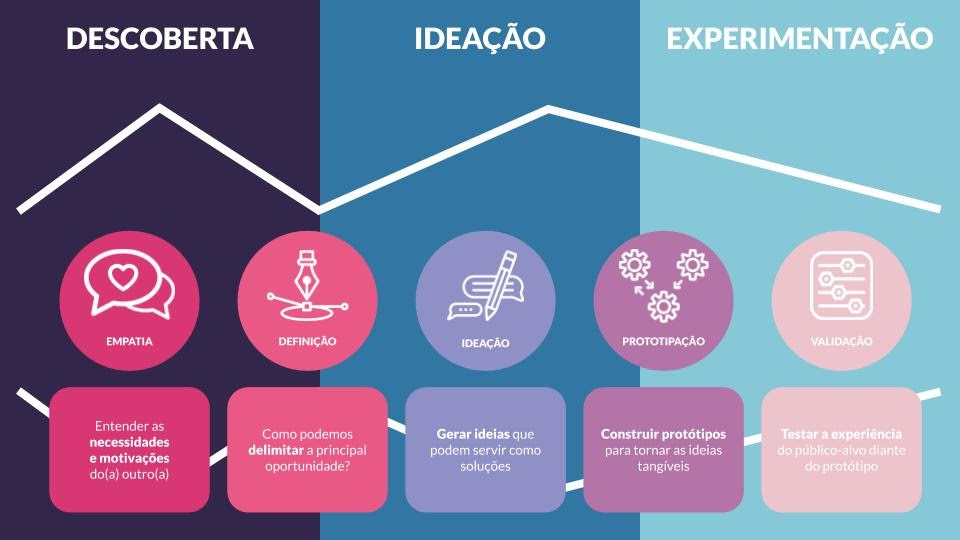 DESCOBERTA
IDEAÇÃO
EXPERIMENTAÇÃO
EMPATIA
DEFINIÇÃO
IDEAÇÃO
PROTOTIPAÇÃO
VALIDAÇÃO
Entender as
necessidades
e motivações
do(a) outro(a)
Como podemos
delimitar a principal
oportunidade?
Gerar ideias que
podem servir como
soluções
Construir protótipos
para tornar as ideias
tangíveis
Testar a experiência
do público-alvo diante
do protótipo